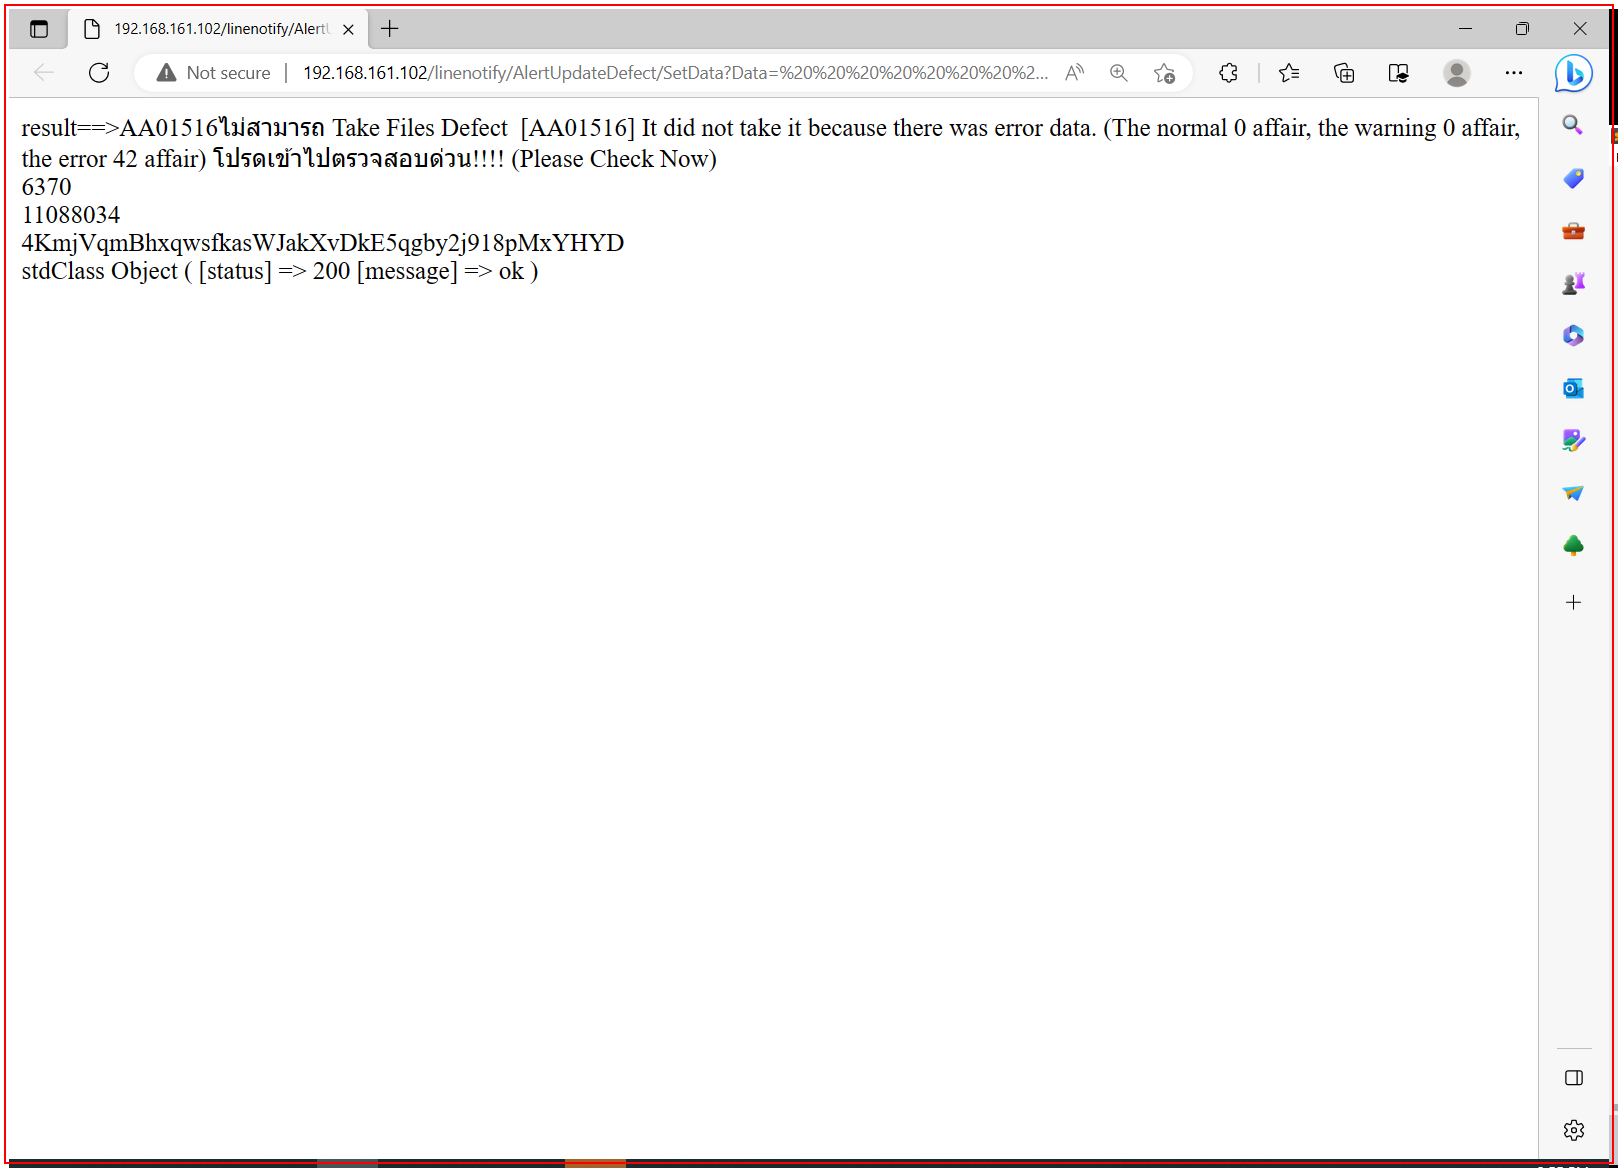 192.168.161.102/linenotify/Alert
Not secure | 192.168.161.102/linenotify/AlertUpdateDefect/SetData?Data=%20%20%20%20%20%20%20%2...
result==>AA01516ไม่สามารถ Take Files Defect [AA01516] It did not take it because there was error data. (The normal 0 affair, the warning 0 affair,
the error 42 affair) โปรดเข้าไปตรวจสอบด่วน!!!! (Please Check Now)
6370
11088034
4KmjVqmBhxqwsfkasWJakXvDkE5qgby2j918pMxYHYD
stdClass Object ( [status] => 200 [message] => ok )